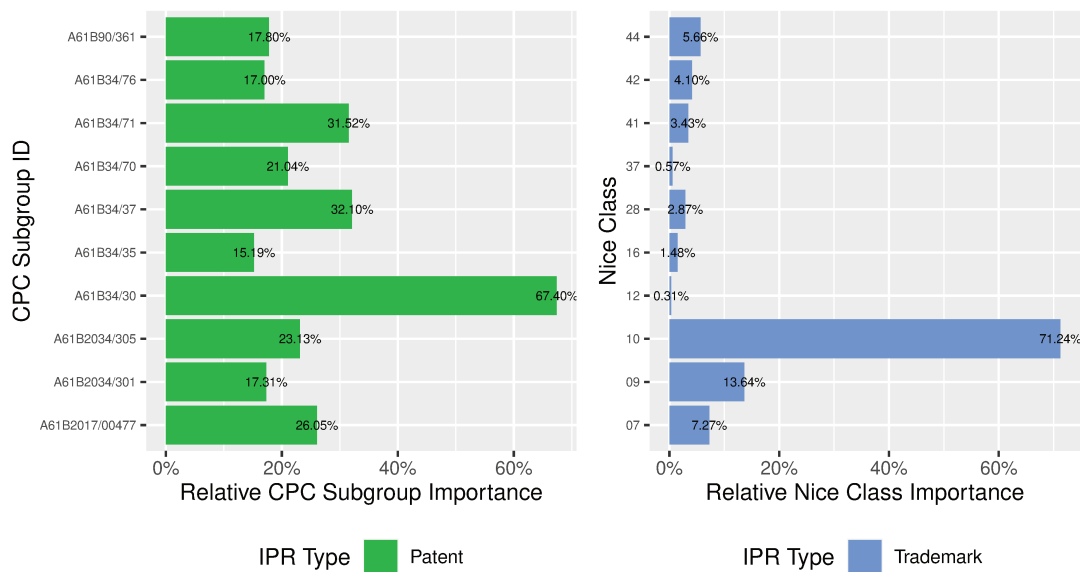 CPC Subgroup ID
A61B90/361
17.80%
A61B34/76
17.00%
A61B34/71
31.52%
A61B34/70
21.04%
A61B34/37
32.10%
A61B34/35
15.19%
A61B34/30
67.40%
A61B2034/305
23.13%
A61B2034/301
17.31%
A61B2017/00477
26.05%
0% 20% 40% 60%
Relative CPC Subgroup Importance
IPR Type Patent
Nice Class
44
5.66%
42
4.10%
41
3.43%
37
0.57%
28
2.87%
16
1.48%
12
0.31%
10
71.24%
09
13.64%
07
7.27%
0% 20% 40% 60%
Relative Nice Class Importance
IPR Type Trademark